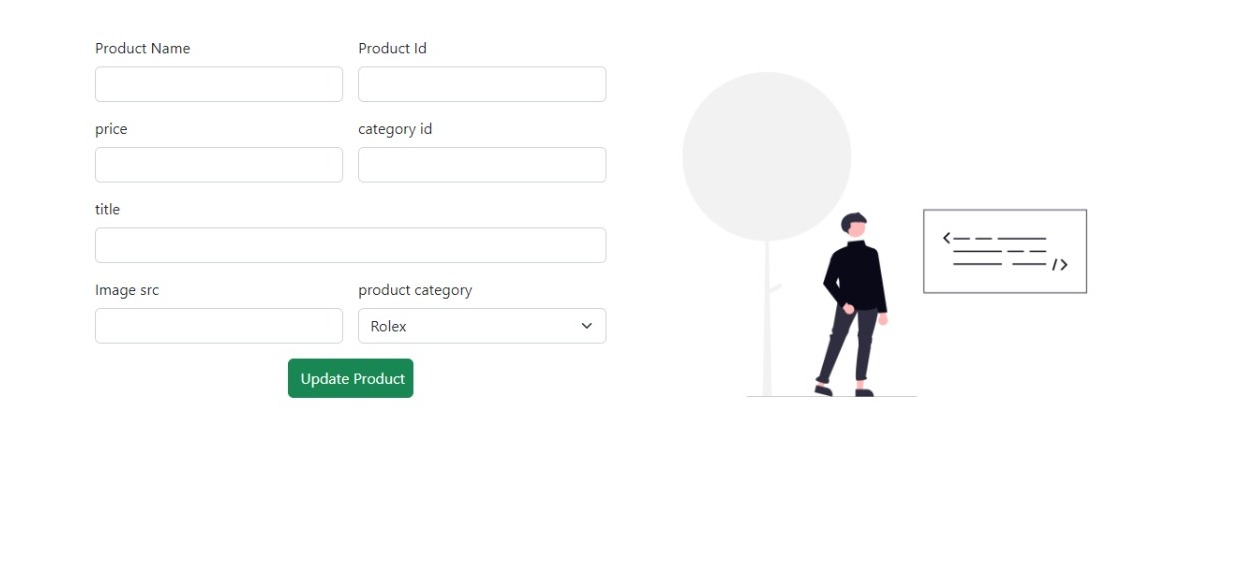 Product Name
Product Id
price
category id
title
Image src
product category
Rolex
Update Product